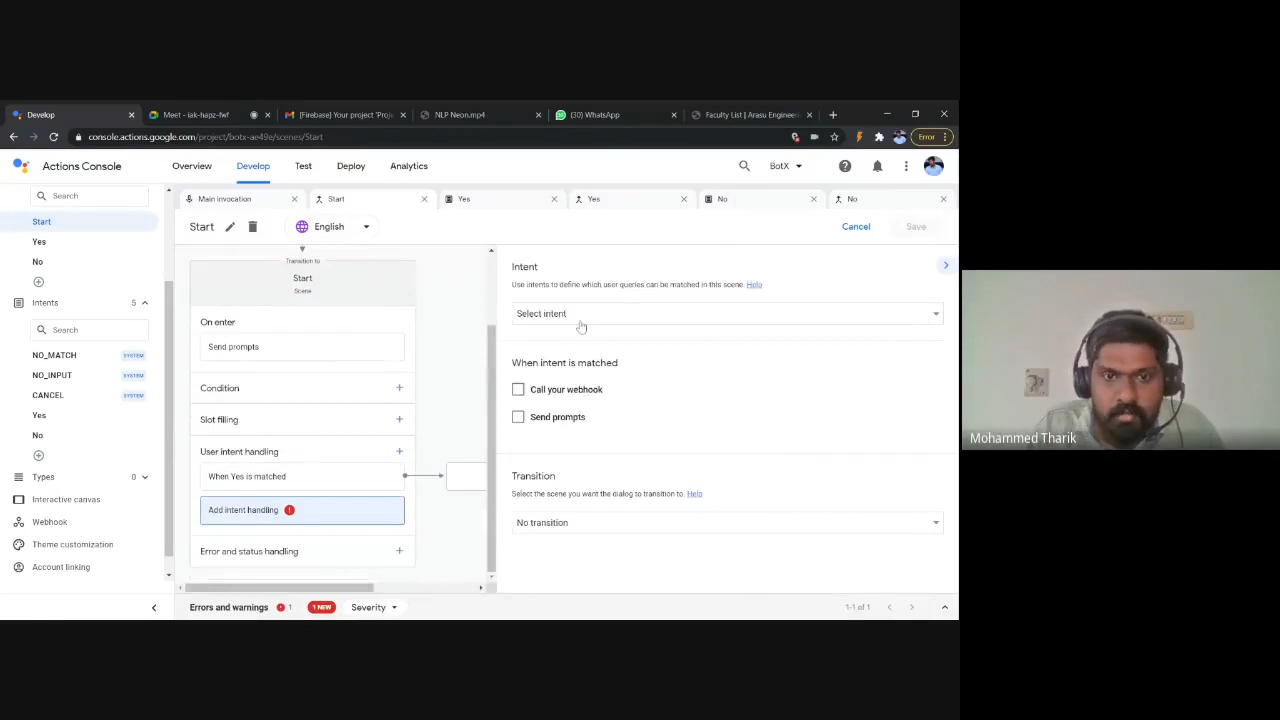 Develop
Meet - iak-hapz-fwf
[Firebase] Your project 'Proje
NLP Neon.mp4
(30) WhatsApp
Faculty List | Arasu Engineeri
console.actions.google.com/project/botx-ae49e/scenes/Start
Error
Actions Console
Overview
Develop
Test
Deploy
Analytics
BotX
Search
Main invocation
Start
Yes
Yes
No
No
Start
Start
English
Cancel
Save
Yes
No
Intents
5
Search
NO_MATCH
SYSTEM
NO_INPUT
SYSTEM
CANCEL
SYSTEM
Yes
No
Types
0
Interactive canvas
Webhook
Theme customization
Account linking
Transition to
Start
Scene
On enter
Send prompts
Condition
Slot filling
User intent handling
When Yes is matched
Add intent handling
Error and status handling
Intent
Use intents to define which user queries can be matched in this scene. Help
Select intent
When intent is matched
Call your webhook
Send prompts
Transition
Select the scene you want the dialog to transition to. Help
No transition
Errors and warnings
1
1 NEW
Severity
1-1 of 1
Mohammed Tharik